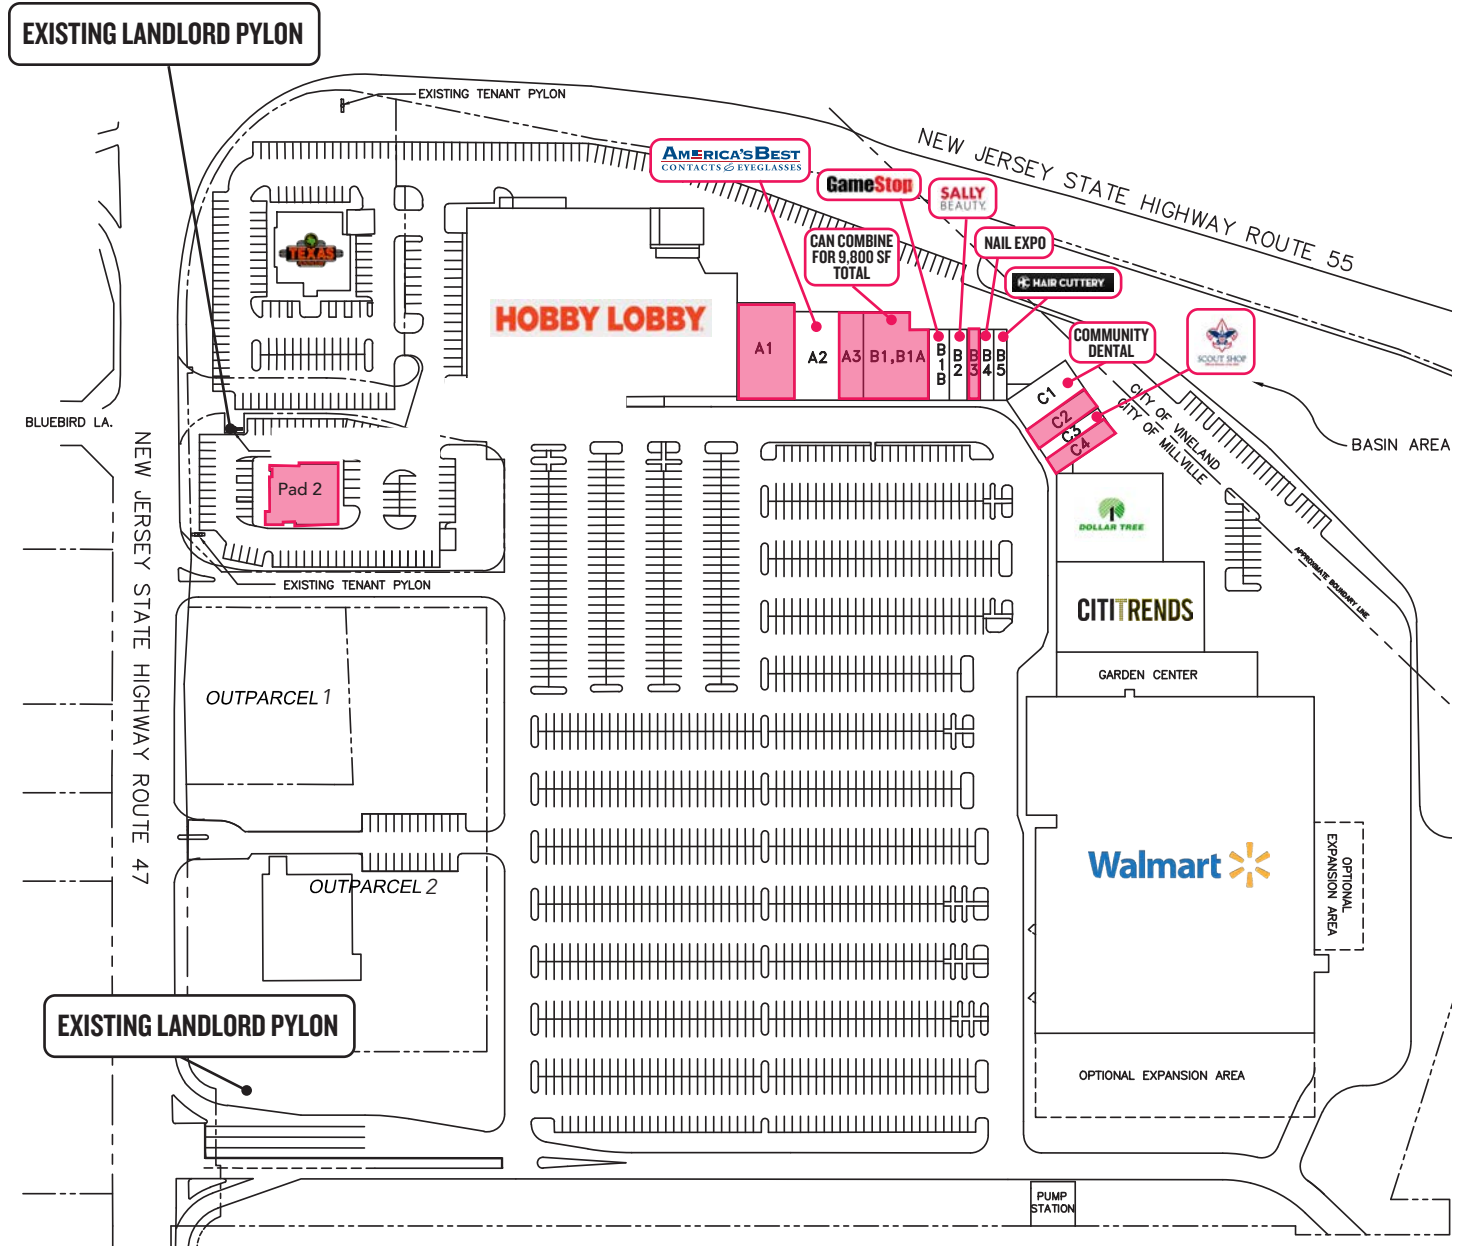 EXISTING LANDLORD PYLON
EXISTING TENANT PYLON
NEW JERSEY STATE HIGHWAY ROUTE 55
AMERICA'S BEST
CONTACTS & EYEGLASSES
GameStop
SALLY
BEAUTY
NAIL EXPO
CAN COMBINE
FOR 9,800 SF
TOTAL
HC HAIR CUTTERY
TEXAS
HOBBY LOBBY
COMMUNITY
DENTAL
SCOUT SHOP
A1
A2
A3
B1,B1A
B1B
B2
B3
B4
B5
C1
C2
C3
C4
CITY OF VINELAND
CITY OF MILLVILLE
BASIN AREA
BLUEBIRD LA.
NEW JERSEY STATE HIGHWAY ROUTE 47
Pad 2
DOLLAR TREE
APPROXIMATE BOUNDARY LINE
EXISTING TENANT PYLON
CITITRENDS
GARDEN CENTER
OUTPARCEL 1
Walmart
OPTIONAL
EXPANSION AREA
OUTPARCEL 2
EXISTING LANDLORD PYLON
OPTIONAL EXPANSION AREA
PUMP
STATION